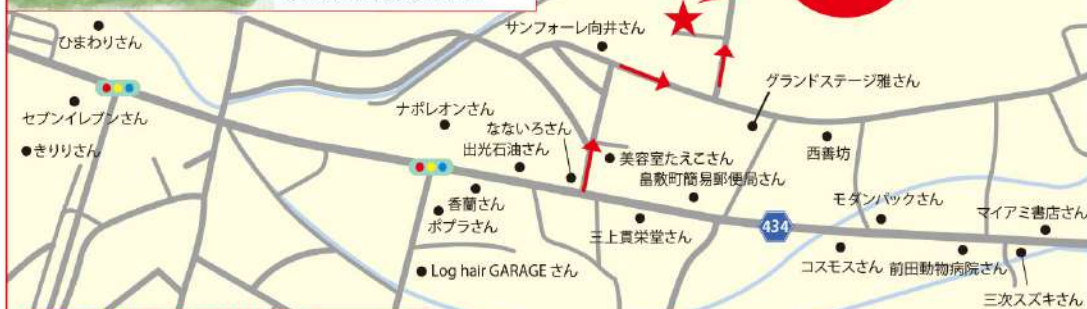 サンフォーレ向井さん
ひまわりさん
グランドステージ雅さん
セブンイレブンさん
ナポレオンさん
なないろさん
出光石油さん
きりりさん
美容室たえこさん
西善坊
畠敷町簡易郵便局さん
香蘭さん
ポプラさん
モダンパックさん
マイアミ書店さん
434
三上貫栄堂さん
コスモスさん
前田動物病院さん
Log hair GARAGE さん
三次スズキさん